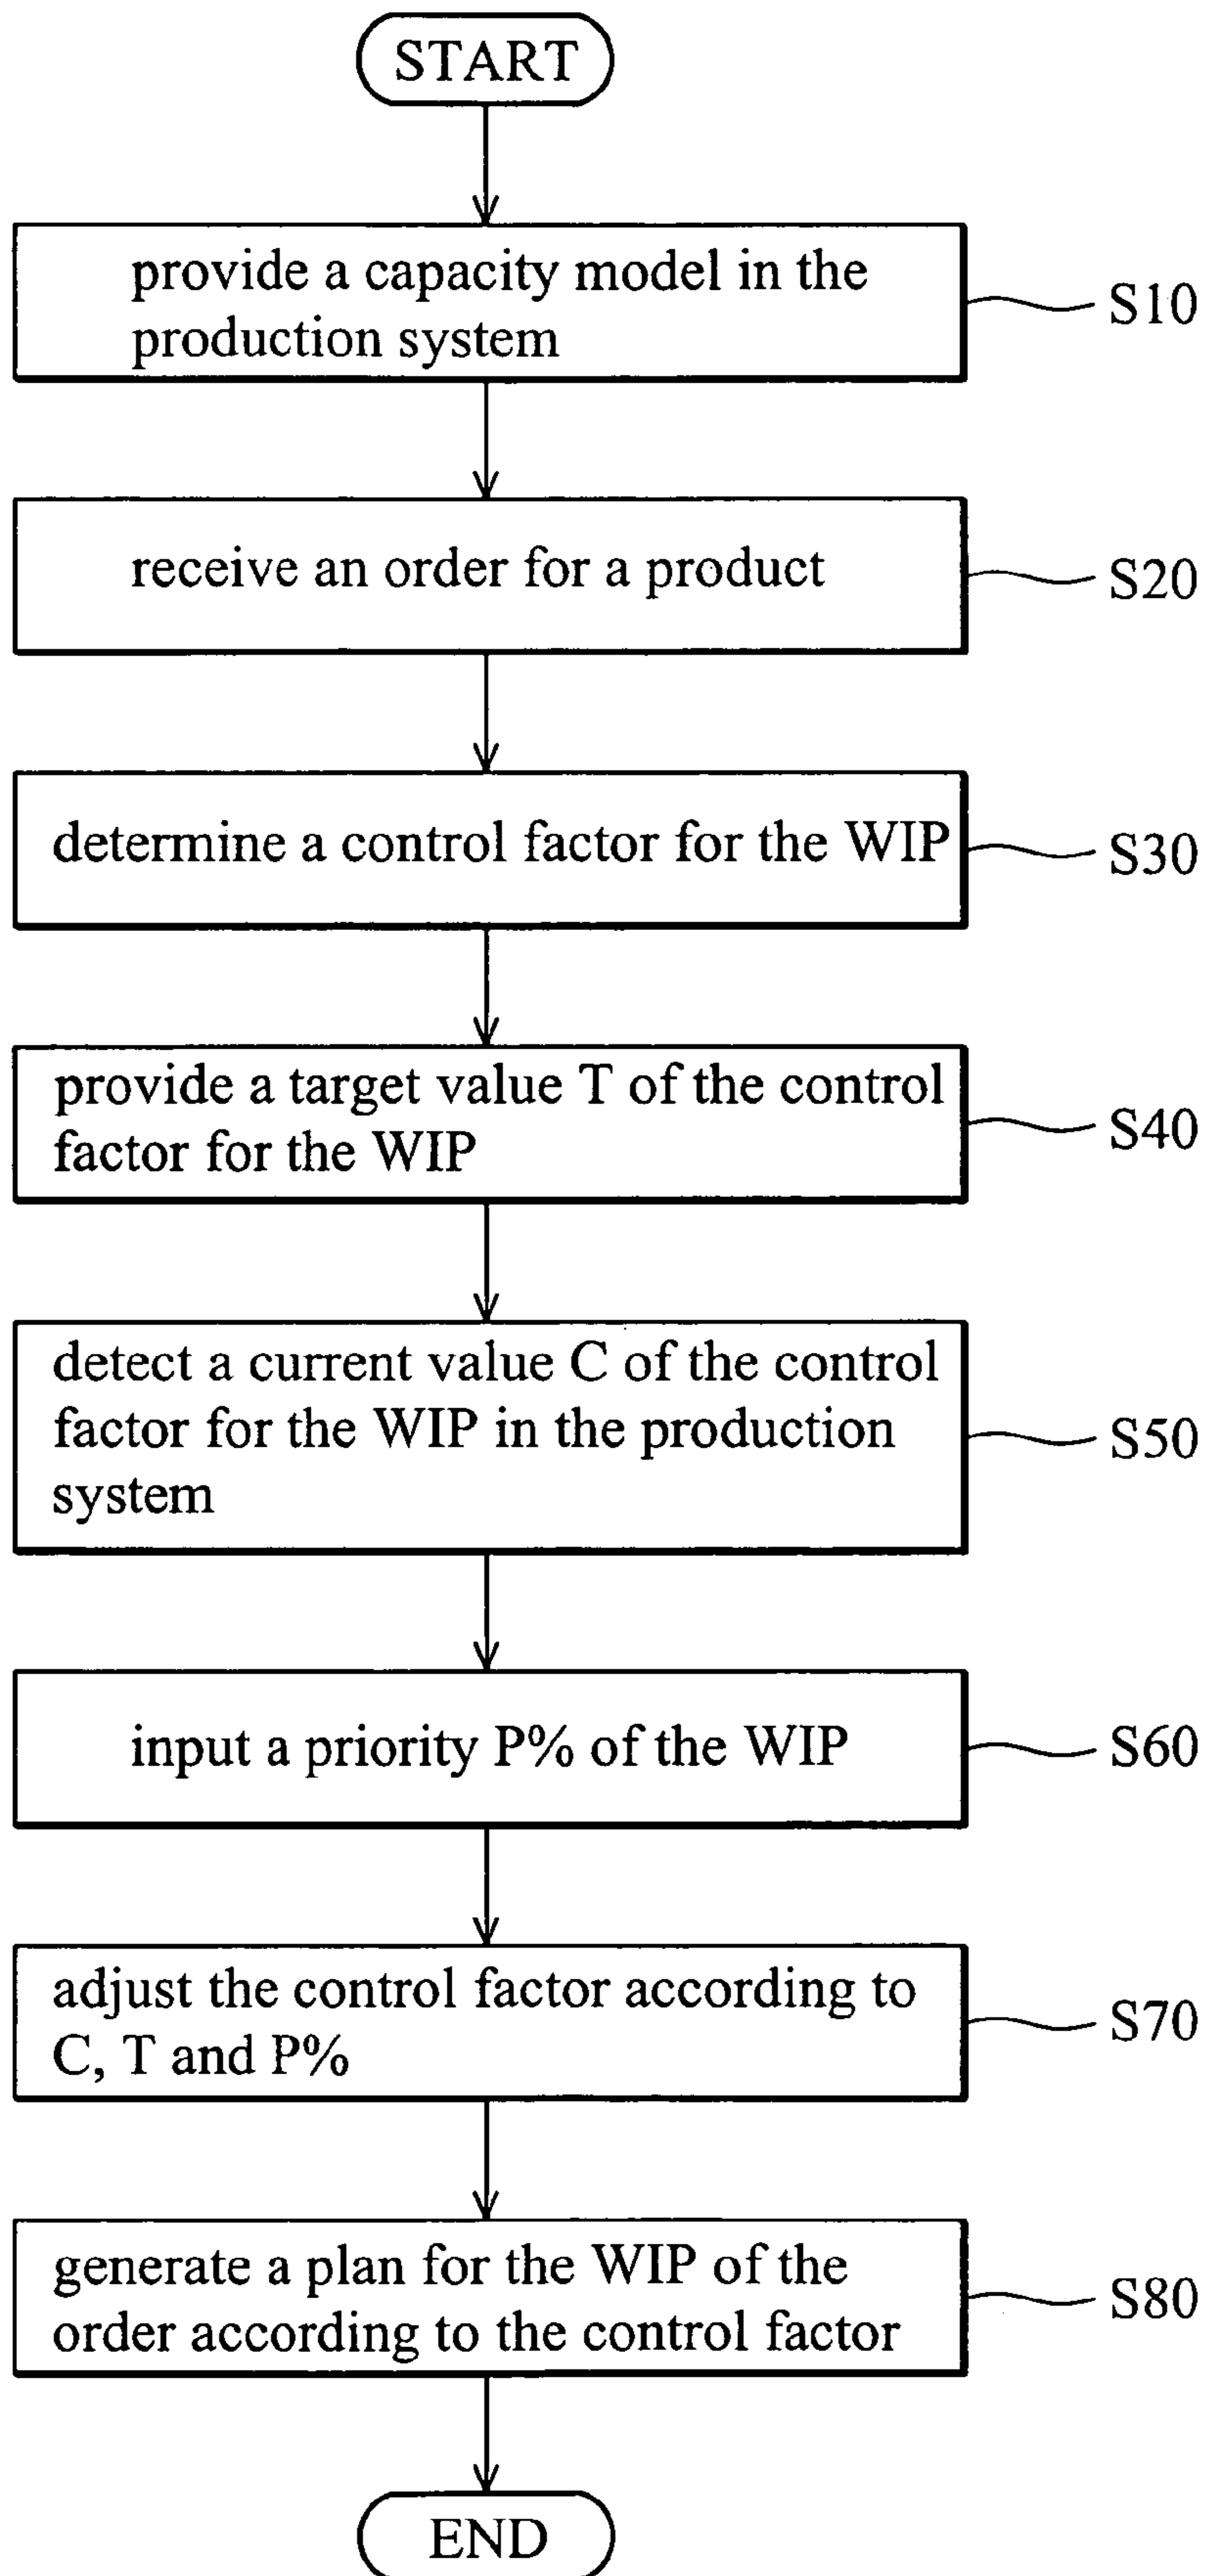 START
provide a capacity model in the
production system
S10
receive an order for a product
S20
determine a control factor for the WIP
S30
provide a target value T of the control
factor for the WIP
S40
detect a current value C of the control
factor for the WIP in the production
system
S50
input a priority P% of the WIP
S60
adjust the control factor according to
C, T and P%
S70
generate a plan for the WIP of the
order according to the control factor
S80
END